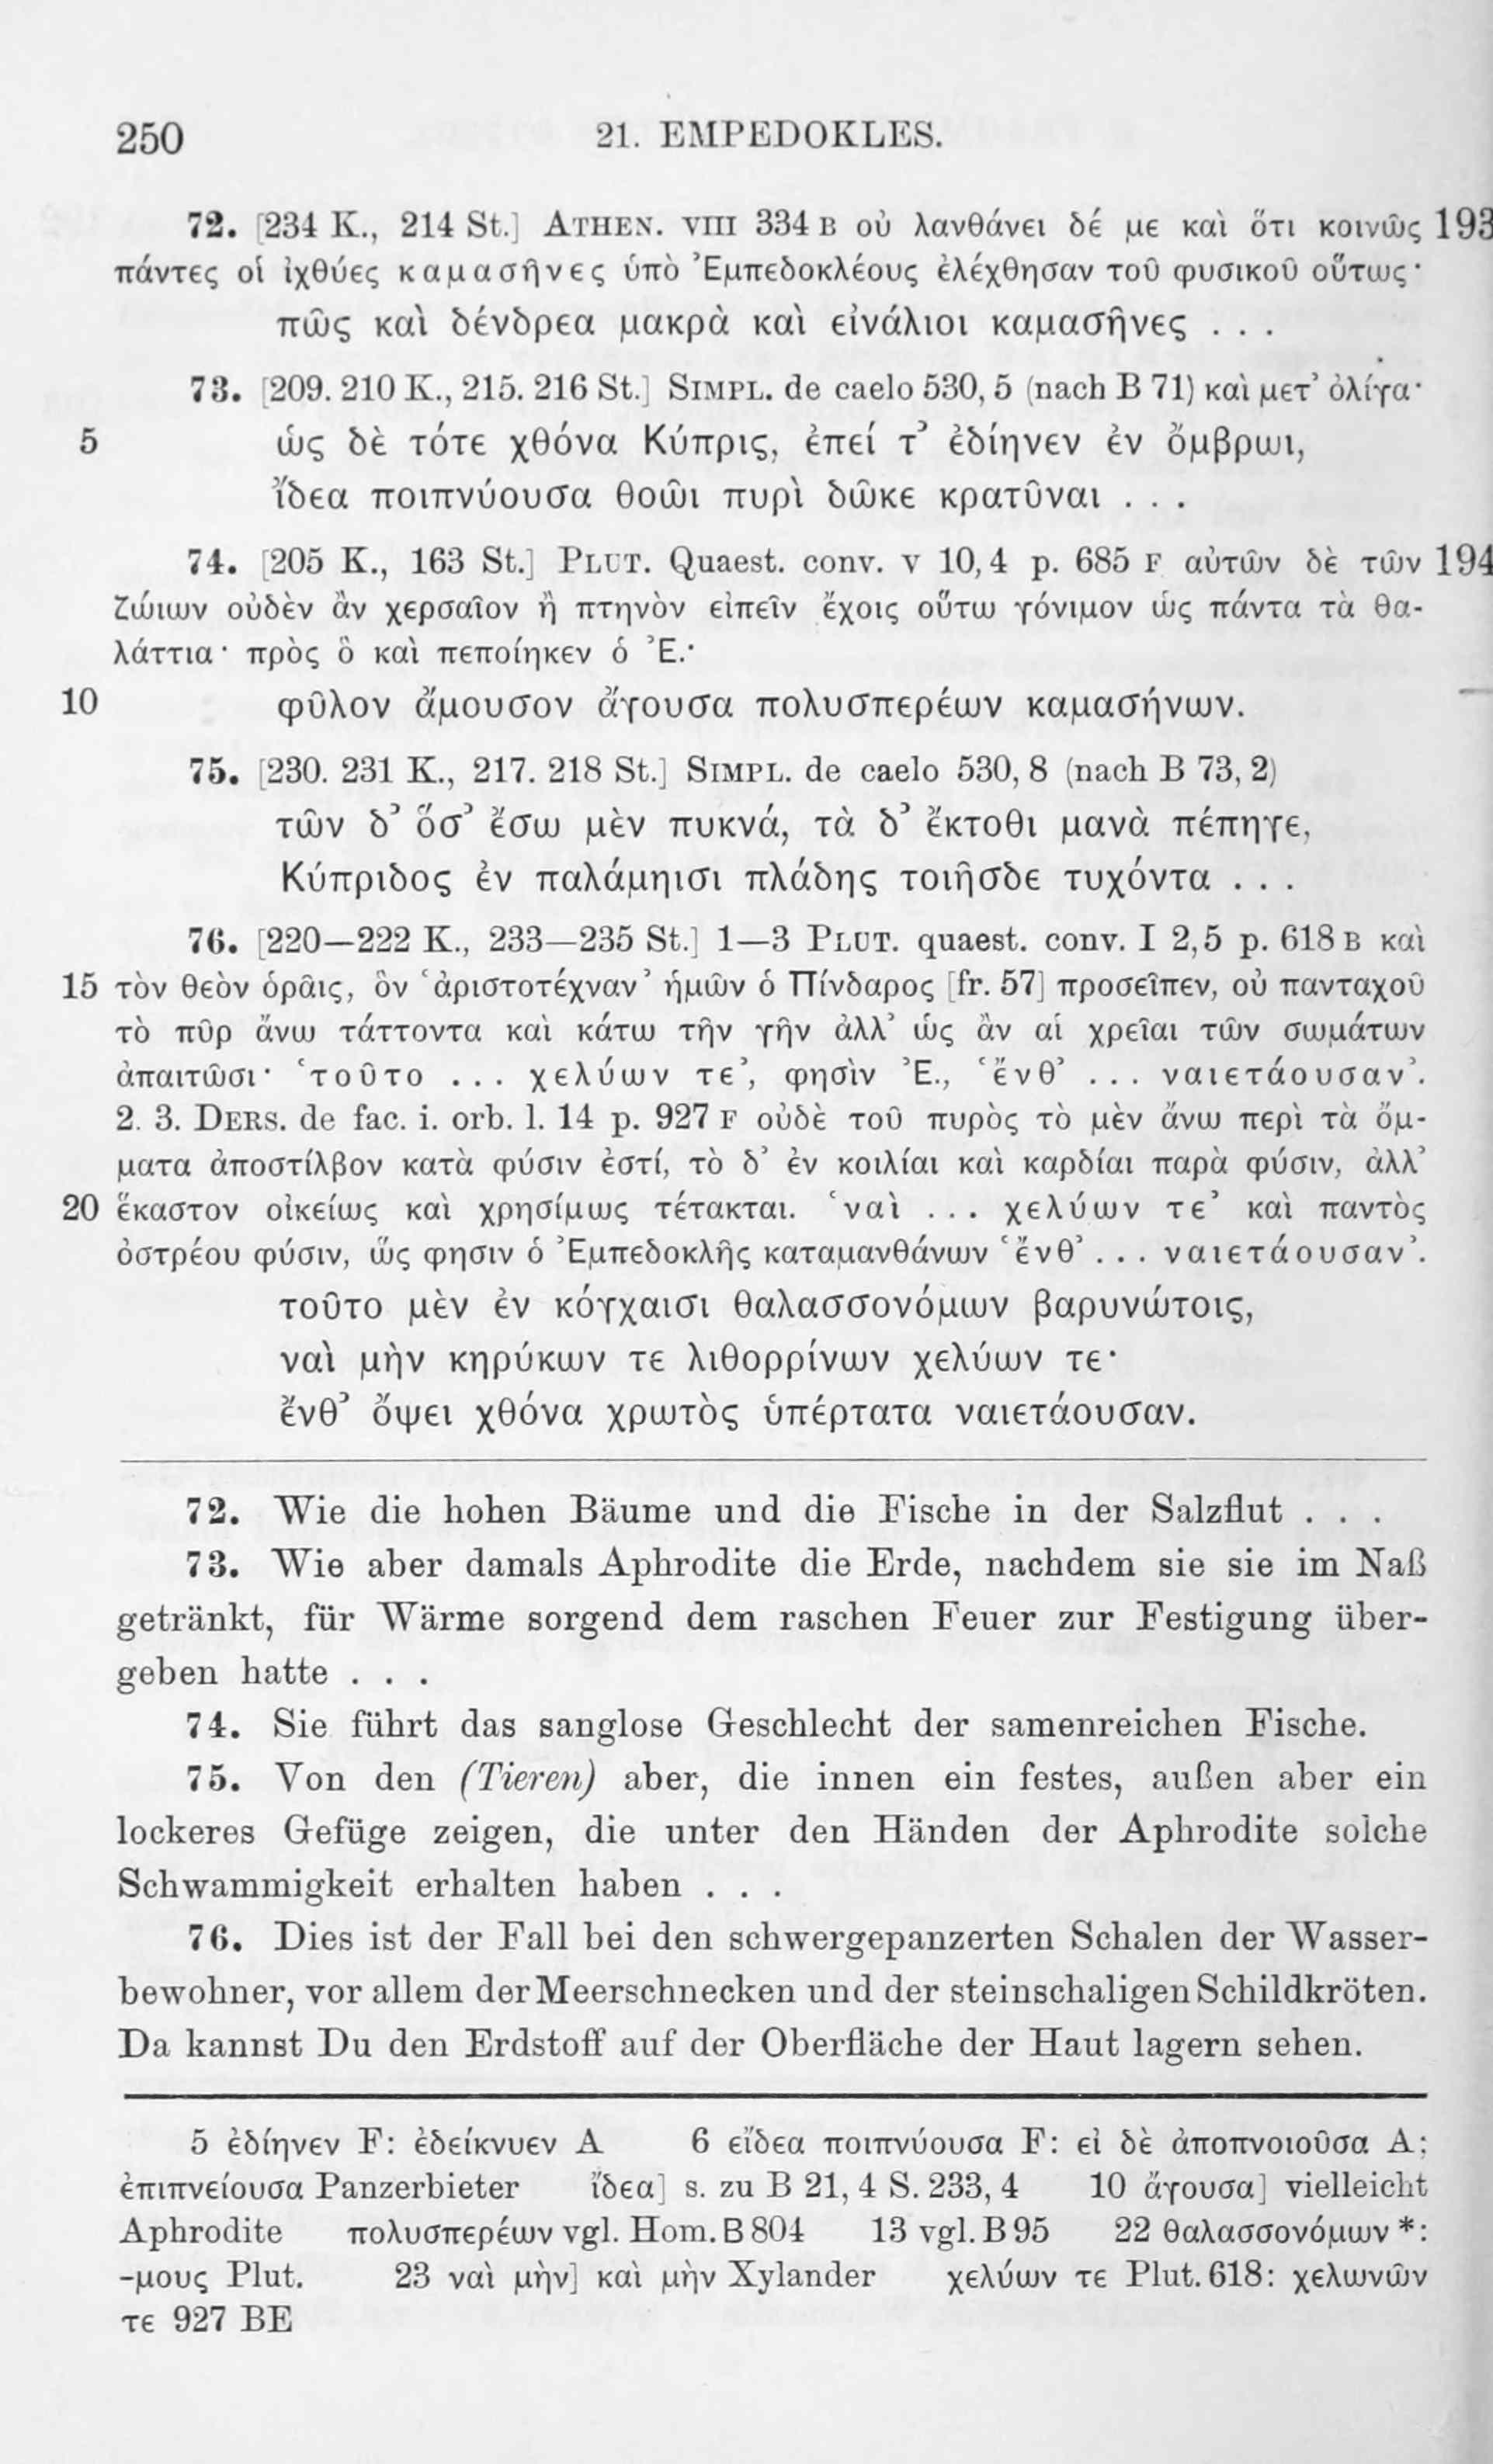 250 21. EMPEDOKLES.
72. [234 K., 214 St.] ATHEN. VIII 334 B οὐ λανθάνει δέ με καὶ ὅτι κοινῶς 193
πάντες οἱ ἰχθύες καμασῆνες ὑπὸ Ἐμπεδοκλέους ἐλέχθησαν τοῦ φυσικοῦ οὕτως·
πῶς καὶ δένδρεα μακρὰ καὶ εἰνάλιοι καμασῆνες . . .
73. [209. 210 K., 215. 216 St.] SIMPL. de caelo 530, 5 (nach B 71) καὶ μετ’ ὀλίγα·
5 ὡς δὲ τότε χθόνα Κύπρις, ἐπεί τ’ ἐδίηνεν ἐν ὄμβρωι,
ἴδεα ποιπνύουσα θοῶι πυρὶ δῶκε κρατῦναι . . .
74. [205 K., 163 St.] PLUT. Quaest. conv. V 10, 4 p. 685 F αὐτῶν δὲ τῶν 194
ζώιων οὐδὲν ἂν χερσαῖον ἢ πτηνὸν εἰπεῖν ἔχοις οὕτω γόνιμον ὡς πάντα τὰ θα-
λάττια· πρὸς ὃ καὶ πεποίηκεν ὁ Ἐ.·
10 φῦλον ἄμουσον ἄγουσα πολυσπερέων καμασήνων.
75. [230. 231 K., 217. 218 St.] SIMPL. de caelo 530, 8 (nach B 73, 2)
τῶν δ’ ὅσ’ ἔσω μὲν πυκνά, τὰ δ’ ἔκτοθι μανὰ πέπηγε,
Κύπριδος ἐν παλάμηισι πλάδης τοιῆσδε τυχόντα . . .
76. [220—222 K., 233—235 St.] 1—3 PLUT. quaest. conv. I 2,5 p. 618 B καὶ
15 τὸν θεὸν ὁρᾶις, ὃν ‘ἀριστοτέχναν’ ἡμῶν ὁ Πίνδαρος [fr. 57] προσεῖπεν, οὐ πανταχοῦ
τὸ πῦρ ἄνω τάττοντα καὶ κάτω τὴν γῆν ἀλλ’ ὡς ἂν αἱ χρεῖαι τῶν σωμάτων
ἀπαιτῶσι· ‘τοῦτο ... χελύων τε’, φησὶν Ἐ., ‘ἔνθ’ ... ναιετάουσαν’.
2. 3. DERS. de fac. i. orb. l. 14 p. 927 F οὐδὲ τοῦ πυρὸς τὸ μὲν ἄνω περὶ τὰ ὄμ-
ματα ἀποστίλβον κατὰ φύσιν ἐστί, τὸ δ’ ἐν κοιλίαι καὶ καρδίαι παρὰ φύσιν, ἀλλ’
20 ἕκαστον οἰκείως καὶ χρησίμως τέτακται. ‘ναὶ ... χελύων τε’ καὶ παντὸς
ὀστρέου φύσιν, ὥς φησιν ὁ Ἐμπεδοκλῆς καταμανθάνων ‘ἔνθ’ ... ναιετάουσαν’.
τοῦτο μὲν ἐν κόγχαισι θαλασσονόμων βαρυνώτοις,
ναὶ μὴν κηρύκων τε λιθορρίνων χελύων τε·
ἔνθ’ ὄψει χθόνα χρωτὸς ὑπέρτατα ναιετάουσαν.
72. Wie die hohen Bäume und die Fische in der Salzflut . . .
73. Wie aber damals Aphrodite die Erde, nachdem sie sie im Naß
getränkt, für Wärme sorgend dem raschen Feuer zur Festigung über-
geben hatte . . .
74. Sie führt das sanglose Geschlecht der samenreichen Fische.
75. Von den (Tieren) aber, die innen ein festes, außen aber ein
lockeres Gefüge zeigen, die unter den Händen der Aphrodite solche
Schwammigkeit erhalten haben . . .
76. Dies ist der Fall bei den schwergepanzerten Schalen der Wasser-
bewohner, vor allem der Meerschnecken und der steinschaligen Schildkröten.
Da kannst Du den Erdstoff auf der Oberfläche der Haut lagern sehen.
5 ἐδίηνεν F: ἐδείκνυεν A 6 εἴδεα ποιπνύουσα F: εἰ δὲ ἀποπνοιοῦσα A;
ἐπιπνείουσα Panzerbieter ἴδεα] s. zu B 21, 4 S. 233, 4 10 ἄγουσα] vielleicht
Aphrodite πολυσπερέων vgl. Hom. B 804 13 vgl. B 95 22 θαλασσονόμων *:
-μους Plut. 23 ναὶ μὴν] καὶ μὴν Xylander χελύων τε Plut. 618: χελωνῶν
τε 927 BE